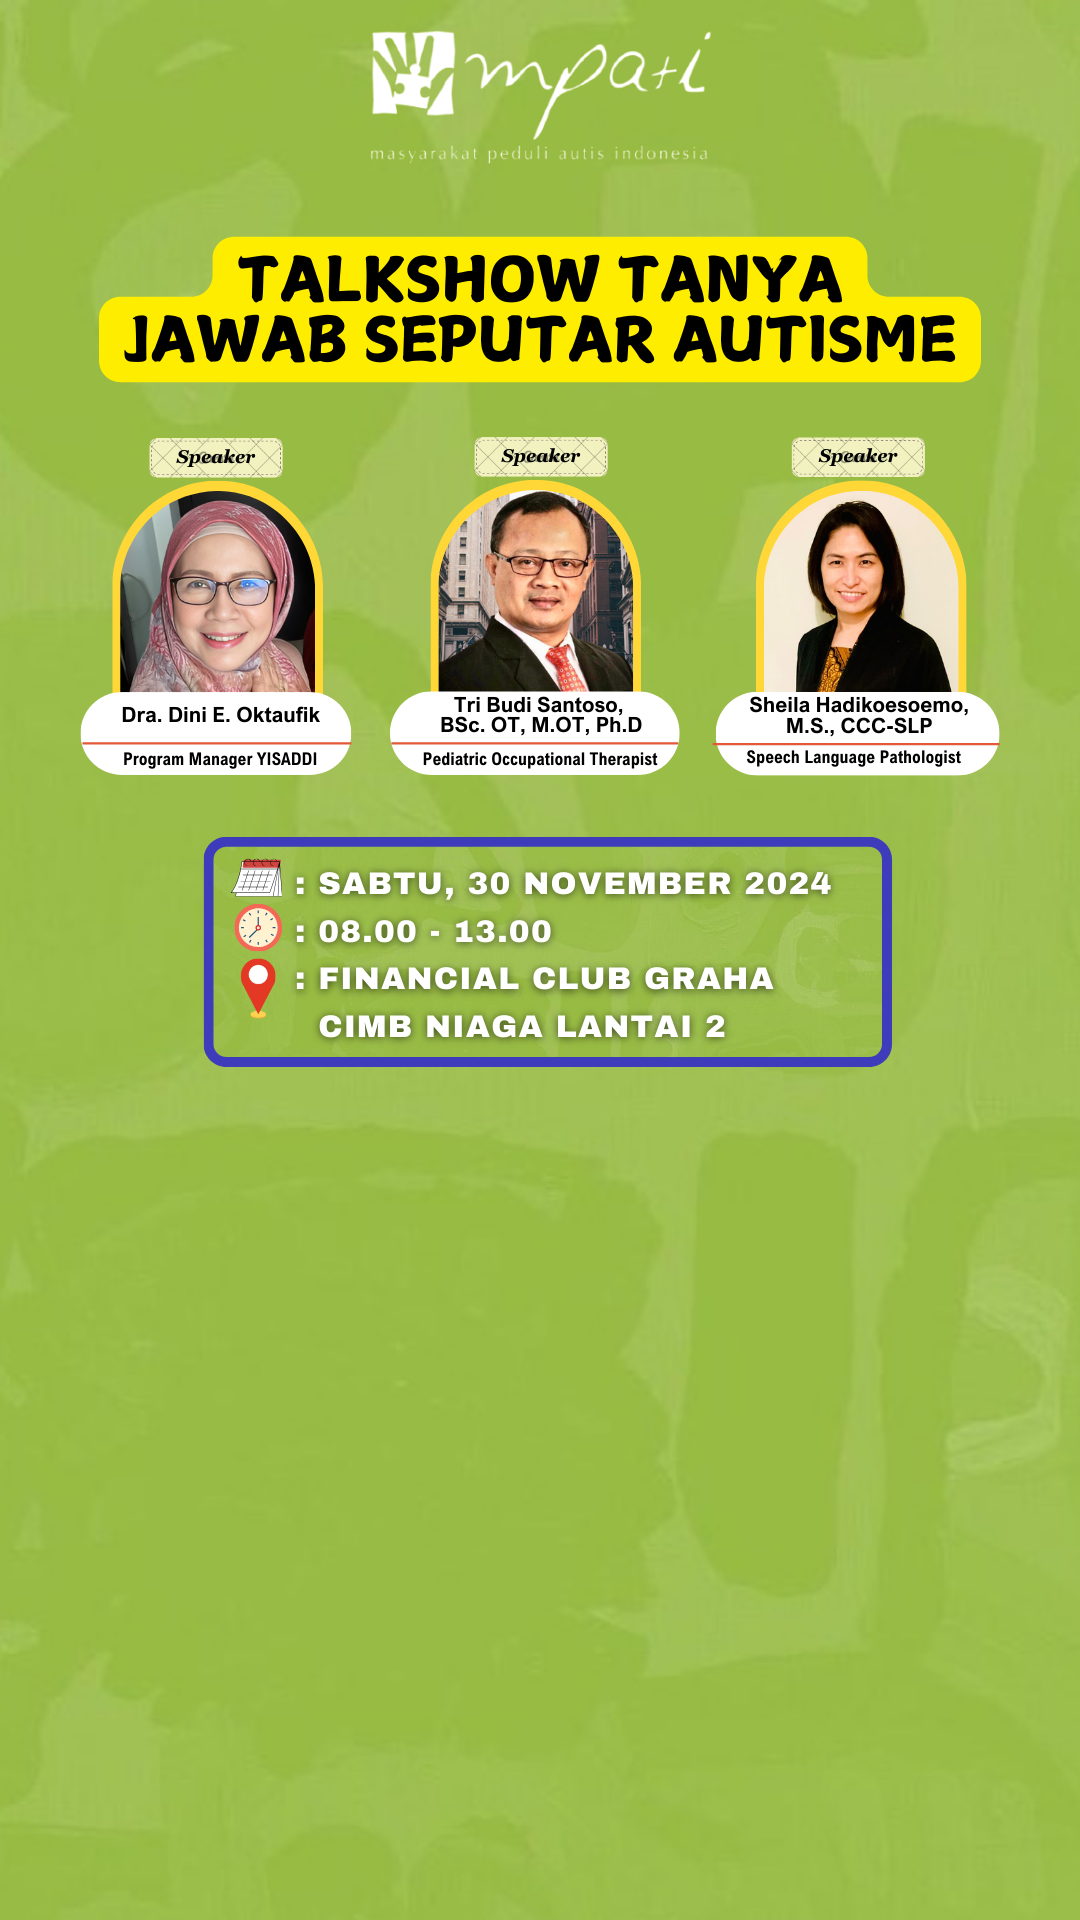 mpati
masyarakat peduli autis indonesia
TALKSHOW TANYA
JAWAB SEPUTAR AUTISME
Speaker
Speaker
Speaker
Dra. Dini E. Oktaufik
Program Manager YISADDI
Tri Budi Santoso,
BSc. OT, M.OT, Ph.D
Pediatric Occupational Therapist
Sheila Hadikoesoemo,
M.S., CCC-SLP
Speech Language Pathologist
: SABTU, 30 NOVEMBER 2024
: 08.00 - 13.00
: FINANCIAL CLUB GRAHA
CIMB NIAGA LANTAI 2